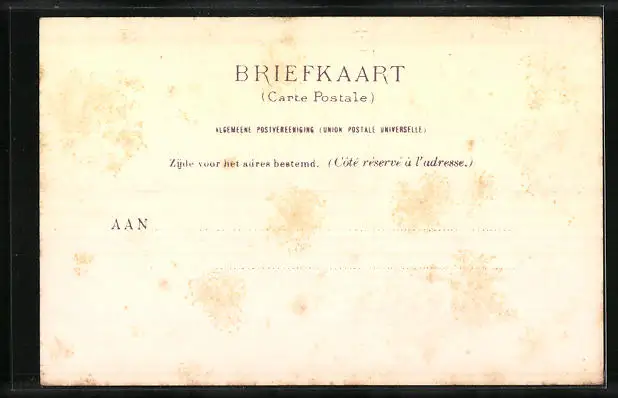 BRIEFKAART
(Carte Postale)
ALGEMEENE POSTVEREENIGING (UNION POSTALE UNIVERSELLE)
Zijde voor het adres bestemd. (Côté réservé à l'adresse.)
AAN